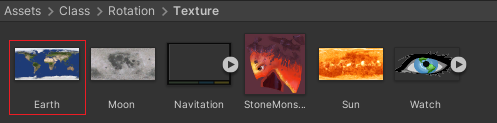 Assets > Class > Rotation > Texture
Earth Moon Navitation StoneMons... Sun Watch